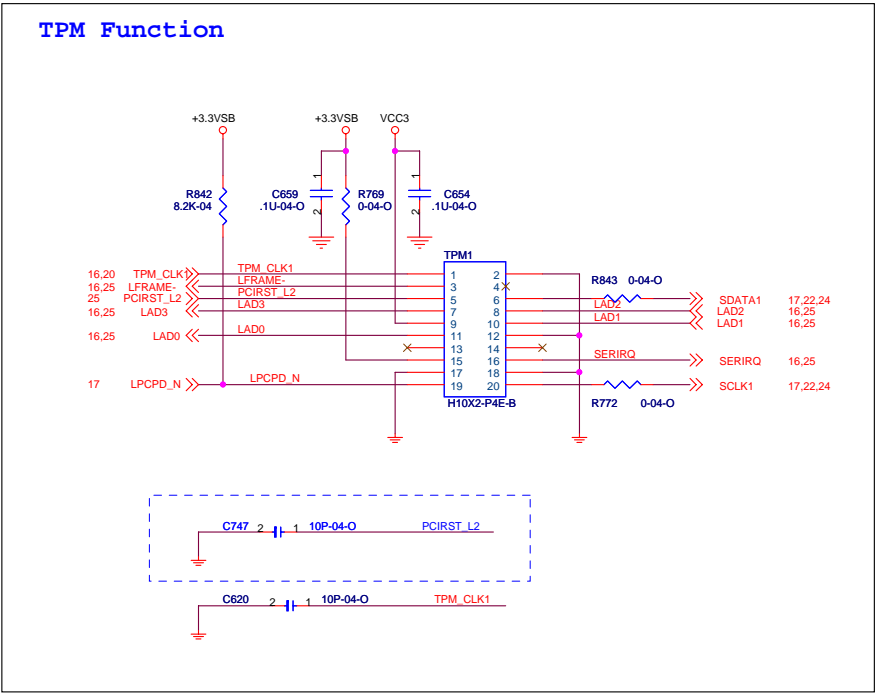 TPM Function
+3.3VSB
+3.3VSB
VCC3
R842
8.2K-04
C659
.1U-04-O
1
2
R769
0-04-O
1
2
C654
.1U-04-O
TPM1
16,20 TPM_CLK1 TPM_CLK1 1 2
16,25 LFRAME- LFRAME- 3 4
R843 0-04-O
25 PCIRST_L2 PCIRST_L2 5 6 SDATA1 17,22,24
16,25 LAD3 LAD3 7 8 LAD2 LAD2 16,25
9 10 LAD1 LAD1 16,25
16,25 LAD0 LAD0 11 12
13 14
15 16 SERIRQ SERIRQ 16,25
17 18
17 LPCPD_N LPCPD_N 19 20 SCLK1 17,22,24
H10X2-P4E-B
R772 0-04-O
C747 2 1 10P-04-O PCIRST_L2
C620 2 1 10P-04-O TPM_CLK1